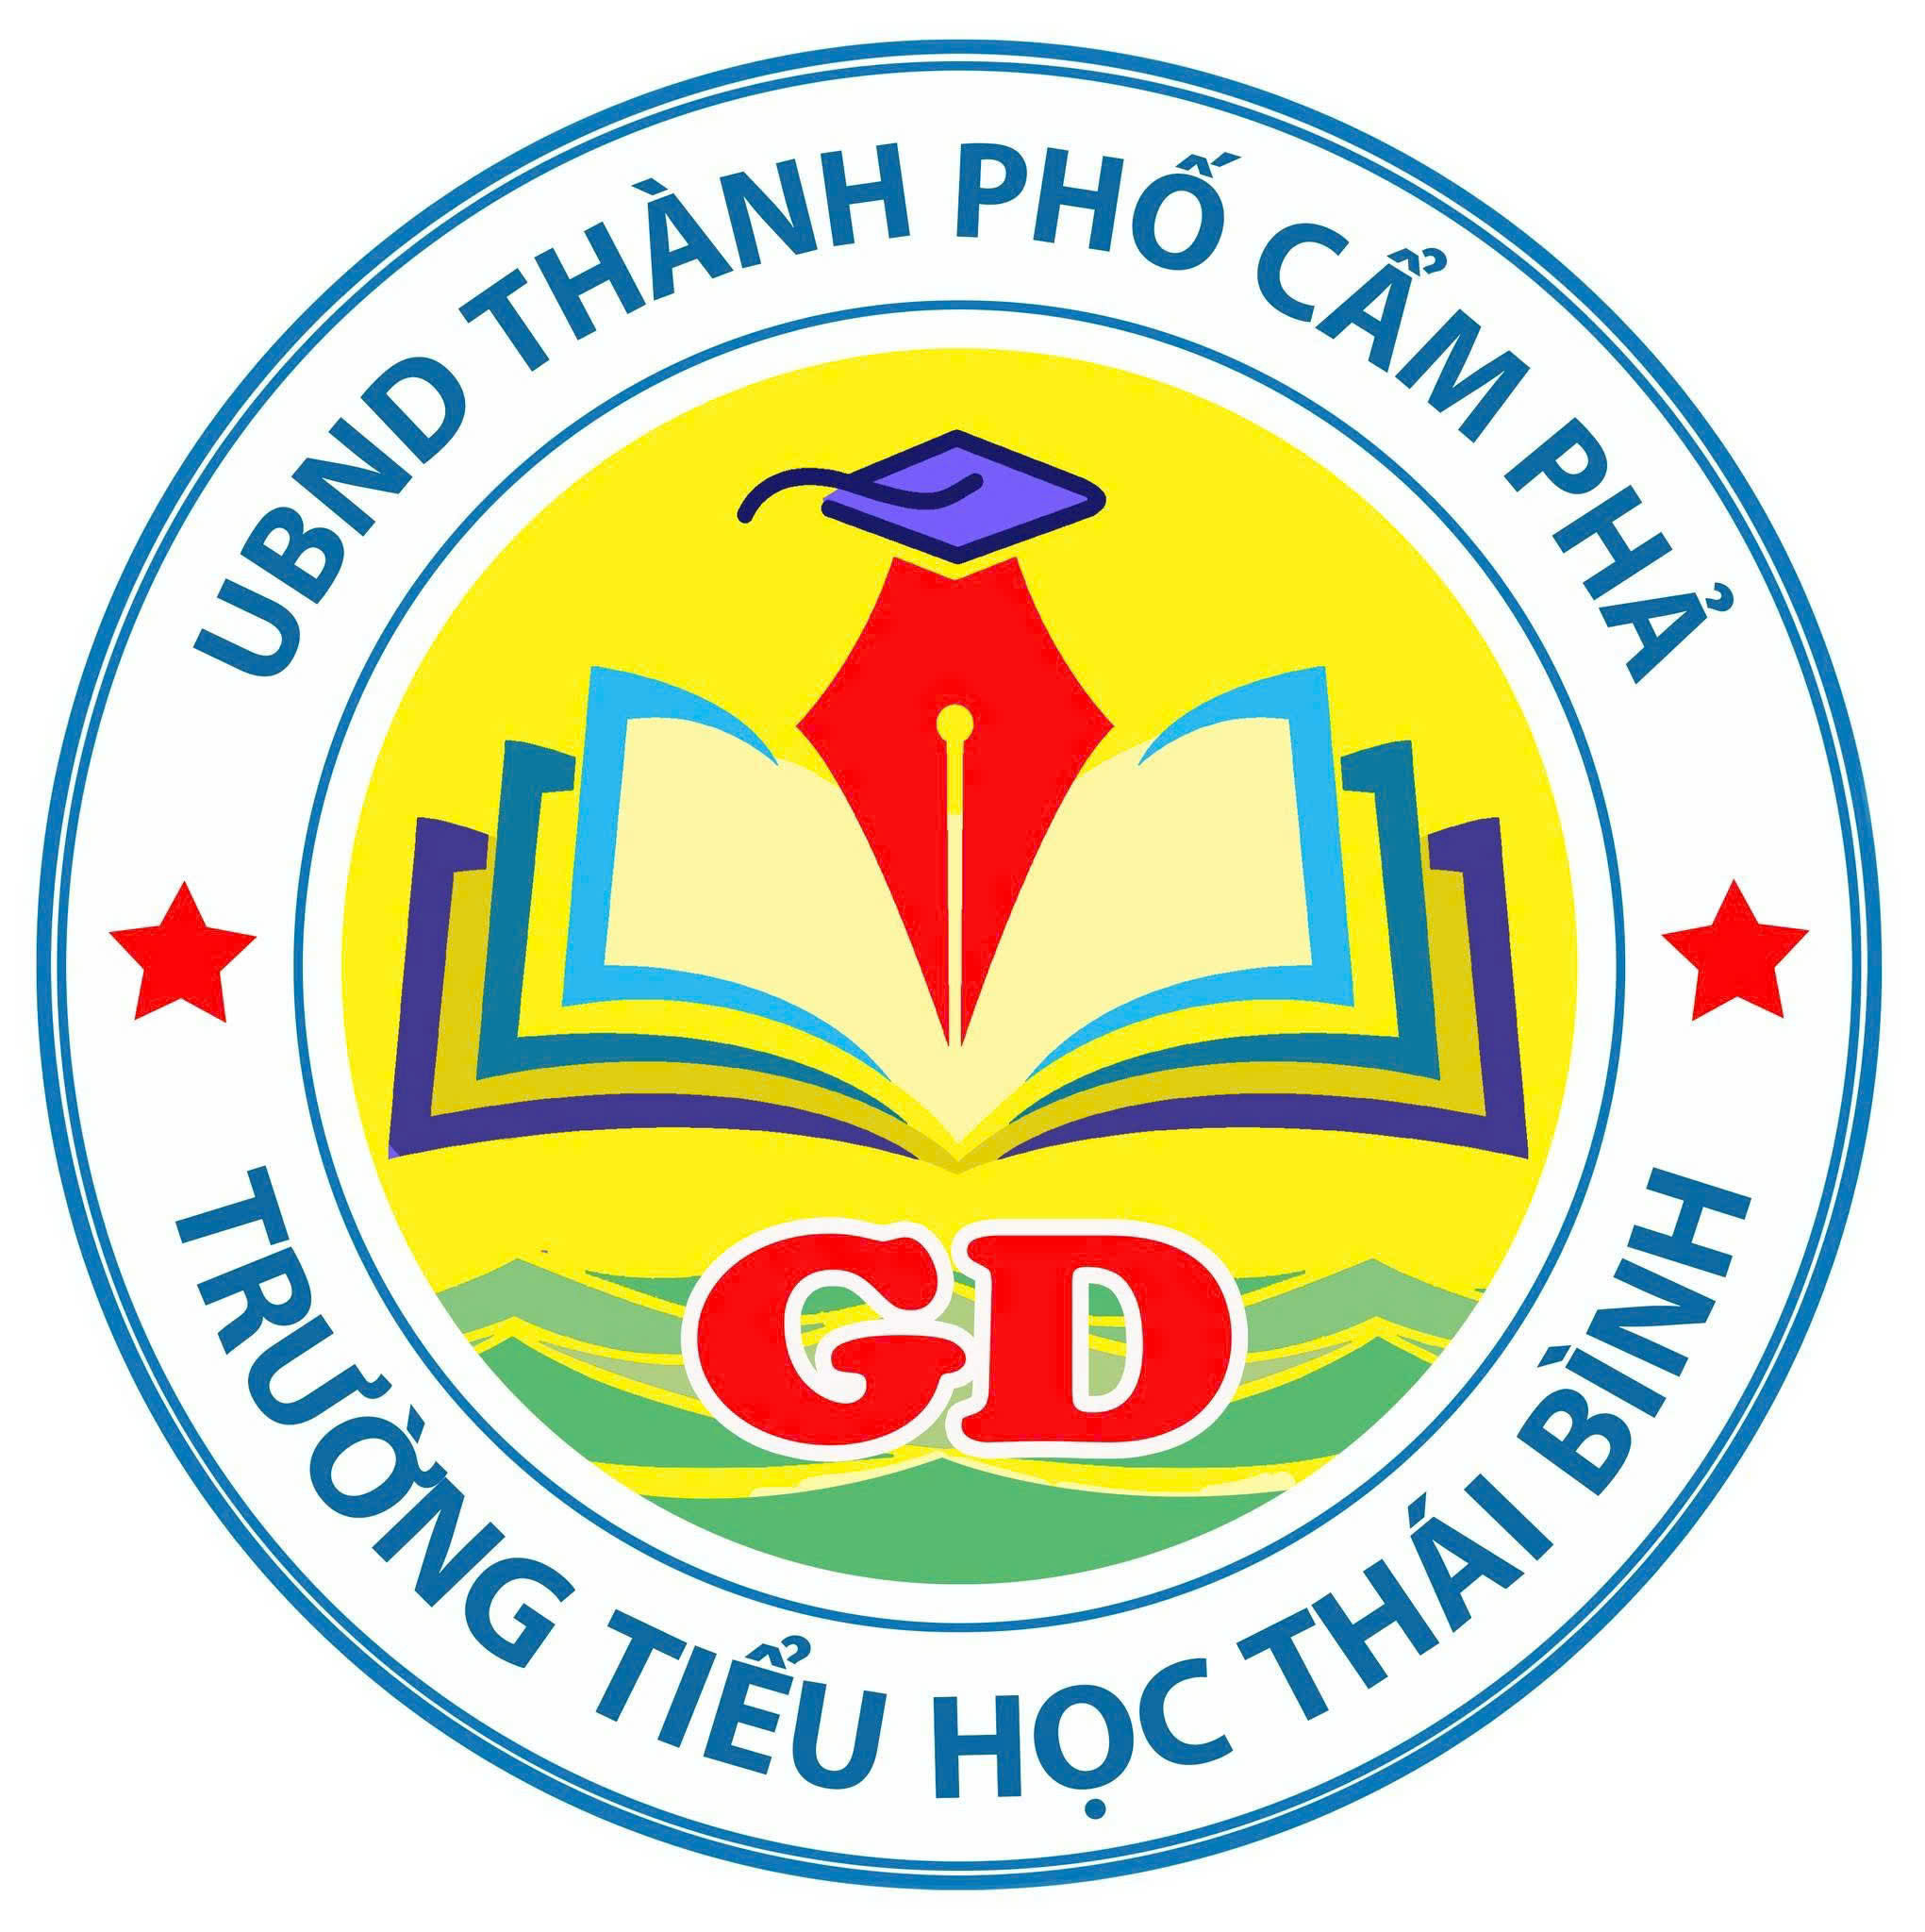 UBND THÀNH PHỐ CẨM PHẢ
GD
TRƯỜNG TIỂU HỌC THÁI BÌNH